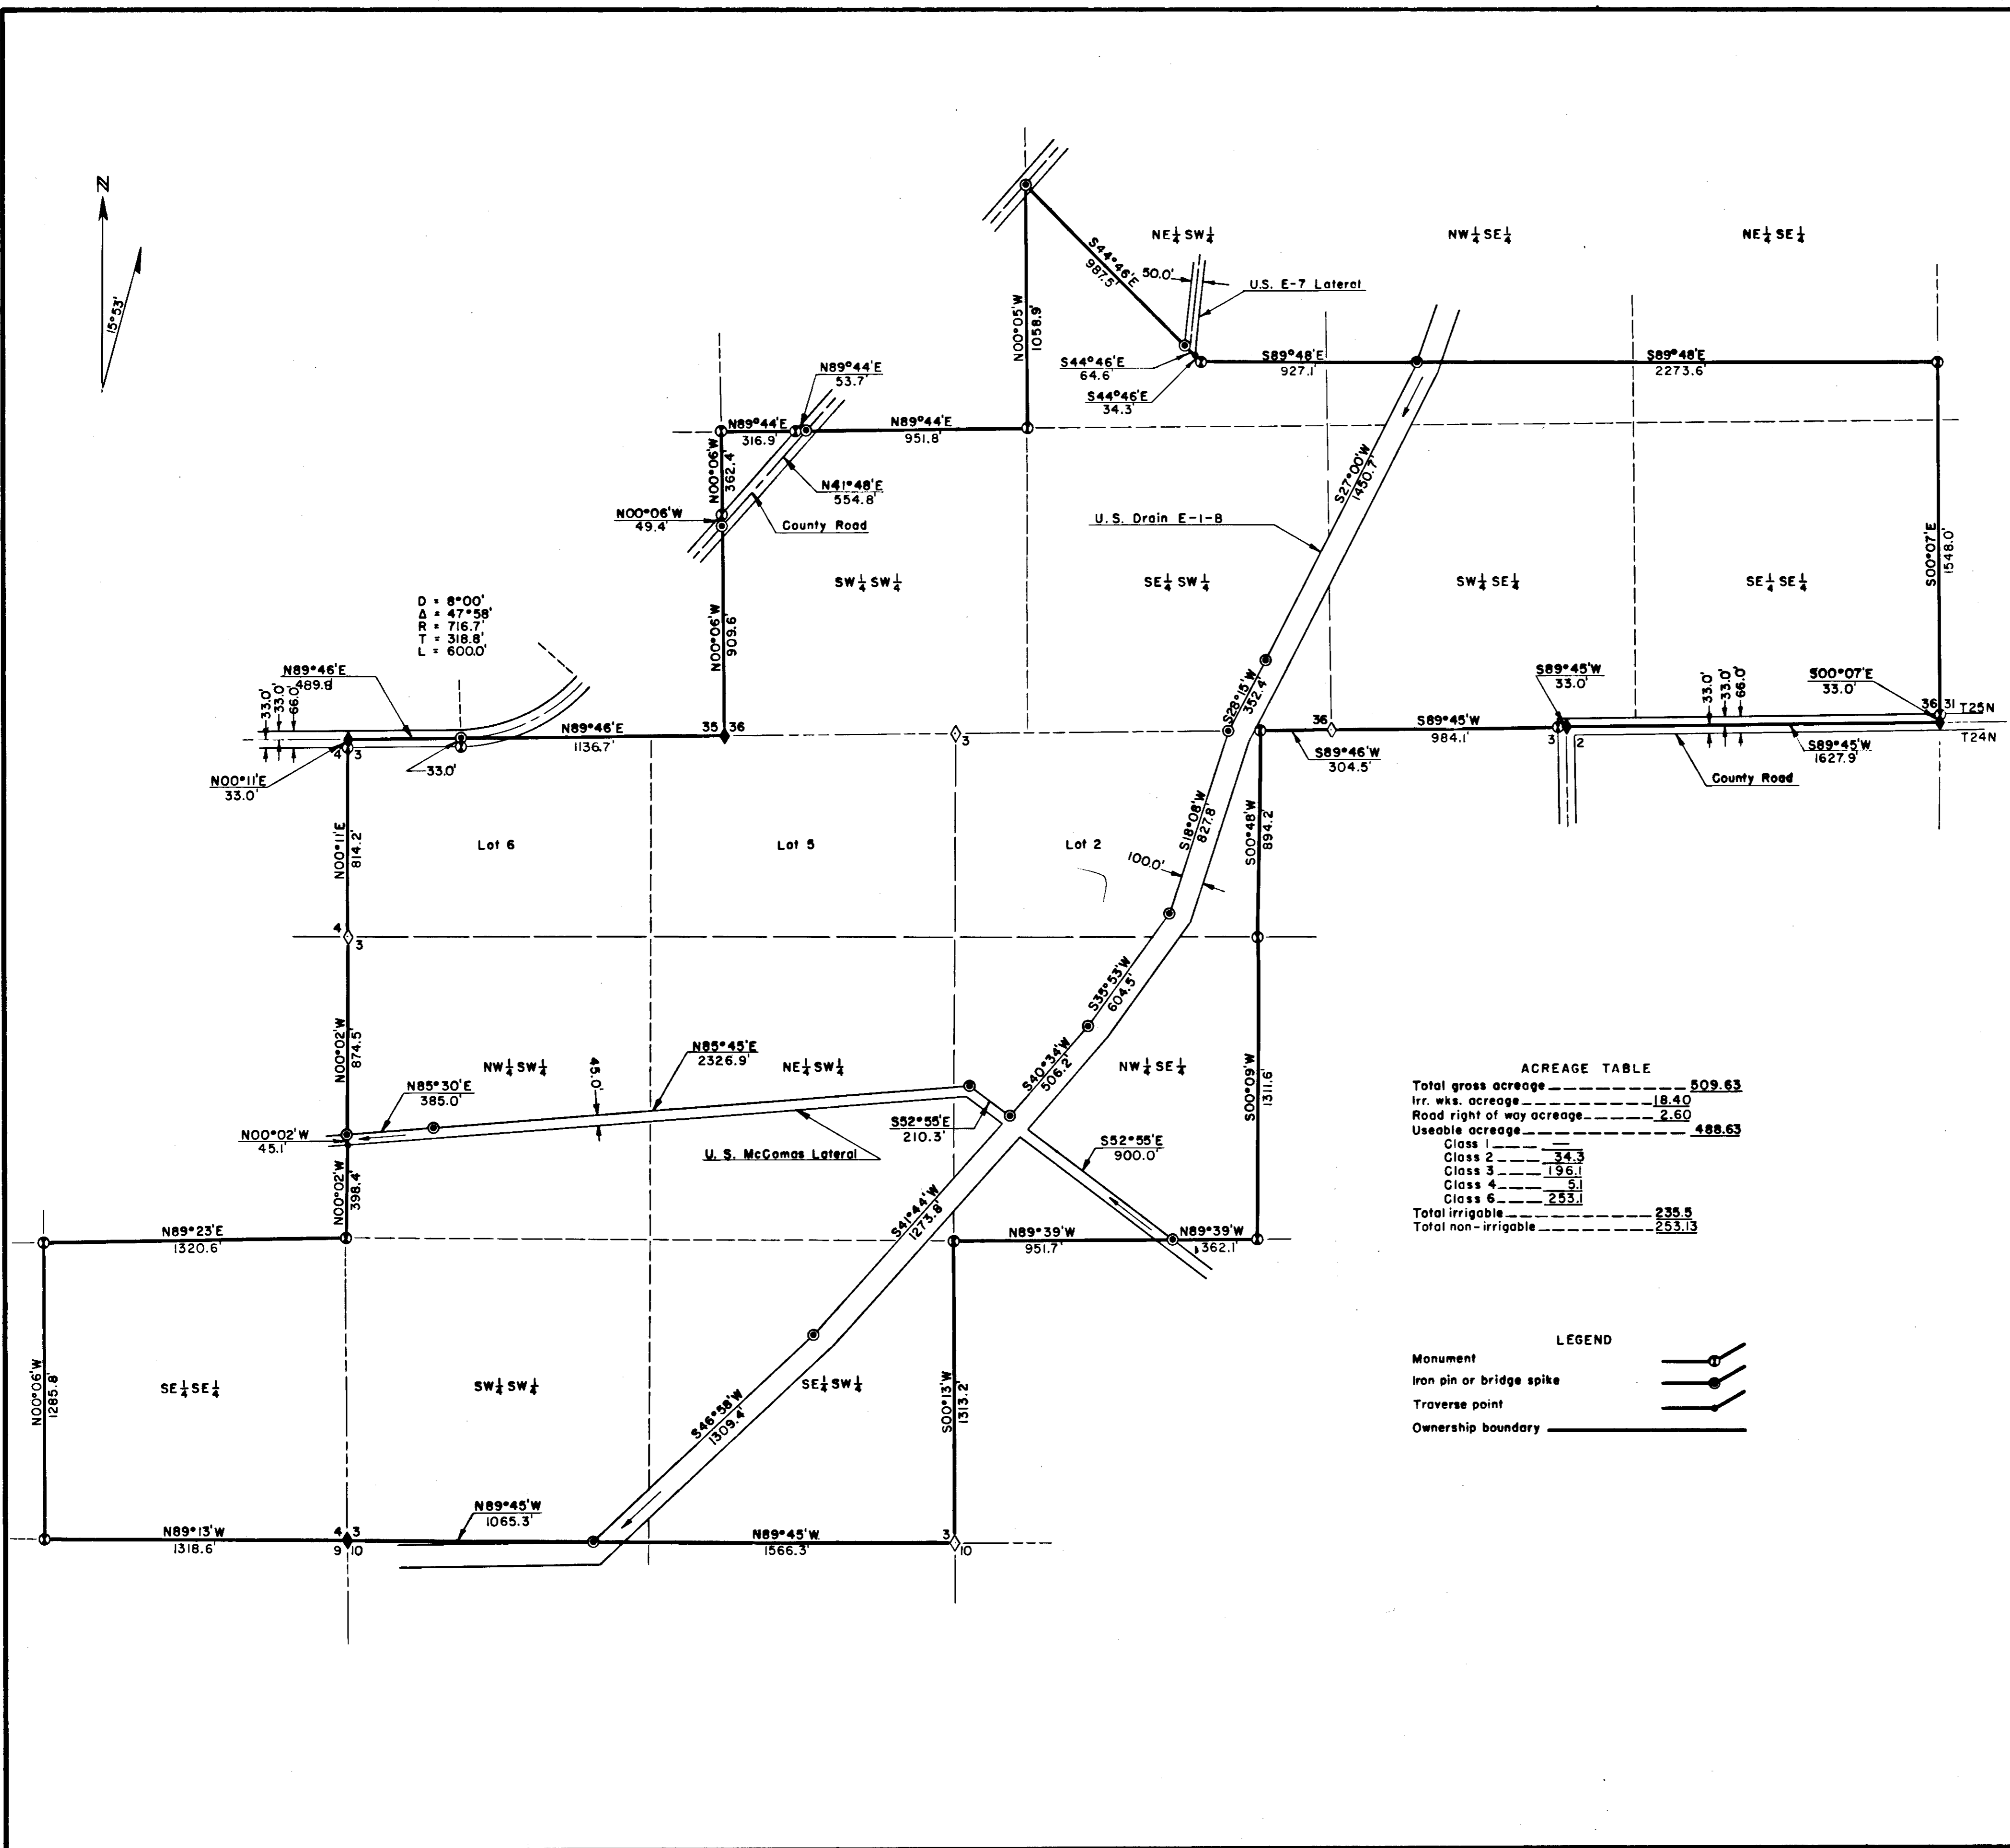 N
15°53'
NE¼ SW¼
NW¼ SE¼
NE¼ SE¼
S44°46'E
987.5'
50.0'
U.S. E-7 Lateral
N00°05'W
1058.9'
S44°46'E
64.6'
S44°46'E
34.3'
S89°48'E
927.1'
S89°48'E
2273.6'
N89°44'E
53.7'
N89°44'E
316.9'
N89°44'E
951.8'
N00°06'W
362.4'
N41°48'E
554.8'
N00°06'W
49.4'
County Road
S27°00'W
1450.7'
U.S. Drain E-1-B
S00°07'E
1548.0'
SW¼ SW¼
SE¼ SW¼
SW¼ SE¼
SE¼ SE¼
D = 8°00'
Δ = 47°58'
R = 716.7'
T = 318.8'
L = 600.0'
N00°06'W
909.6'
N89°46'E
489.8'
33.0'
33.0'
66.0'
N89°46'E
1136.7'
35 36
3
S28°15'W
352.4'
36
S89°46'W
304.5'
S89°45'W
984.1'
S89°45'W
33.0'
33.0'
33.0'
66.0'
S00°07'E
33.0'
36 31
T25N
T24N
3 2
S89°45'W
1627.9'
County Road
4 3
33.0'
N00°11'E
33.0'
N00°11'E
814.2'
Lot 6
Lot 5
Lot 2
S18°08'W
827.8'
100.0'
S00°48'W
894.2'
4
3
N00°02'W
874.5'
S35°53'W
604.5'
S40°34'W
506.2'
NW¼ SW¼
45.0'
N85°45'E
2326.9'
NE¼ SW¼
NW¼ SE¼
S00°09'W
1311.6'
N85°30'E
385.0'
N00°02'W
45.1'
S52°55'E
210.3'
S52°55'E
900.0'
U. S. McComas Lateral
N00°02'W
398.4'
S41°44'W
1273.8'
N89°23'E
1320.6'
N89°39'W
951.7'
N89°39'W
362.1'
N00°06'W
1285.8'
SE¼ SE¼
SW¼ SW¼
SE¼ SW¼
S46°58'W
1309.4'
S00°13'W
1313.2'
N89°13'W
1318.6'
4 3
9 10
N89°45'W
1065.3'
N89°45'W
1566.3'
3
10
ACREAGE TABLE
Total gross acreage 509.63
Irr. wks. acreage 18.40
Road right of way acreage 2.60
Useable acreage 488.63
Class 1 —
Class 2 34.3
Class 3 196.1
Class 4 5.1
Class 6 253.1
Total irrigable 235.5
Total non-irrigable 253.13
LEGEND
Monument
Iron pin or bridge spike
Traverse point
Ownership boundary